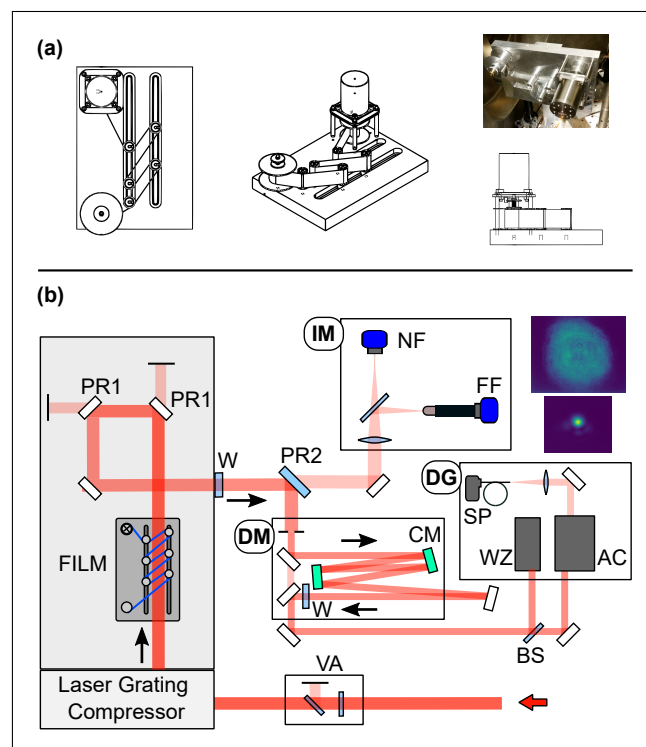 (a)
(b)
IM
NF
FF
PR1
PR1
W
PR2
DG
SP
WZ
AC
DM
CM
FILM
W
BS
VA
Laser Grating
Compressor